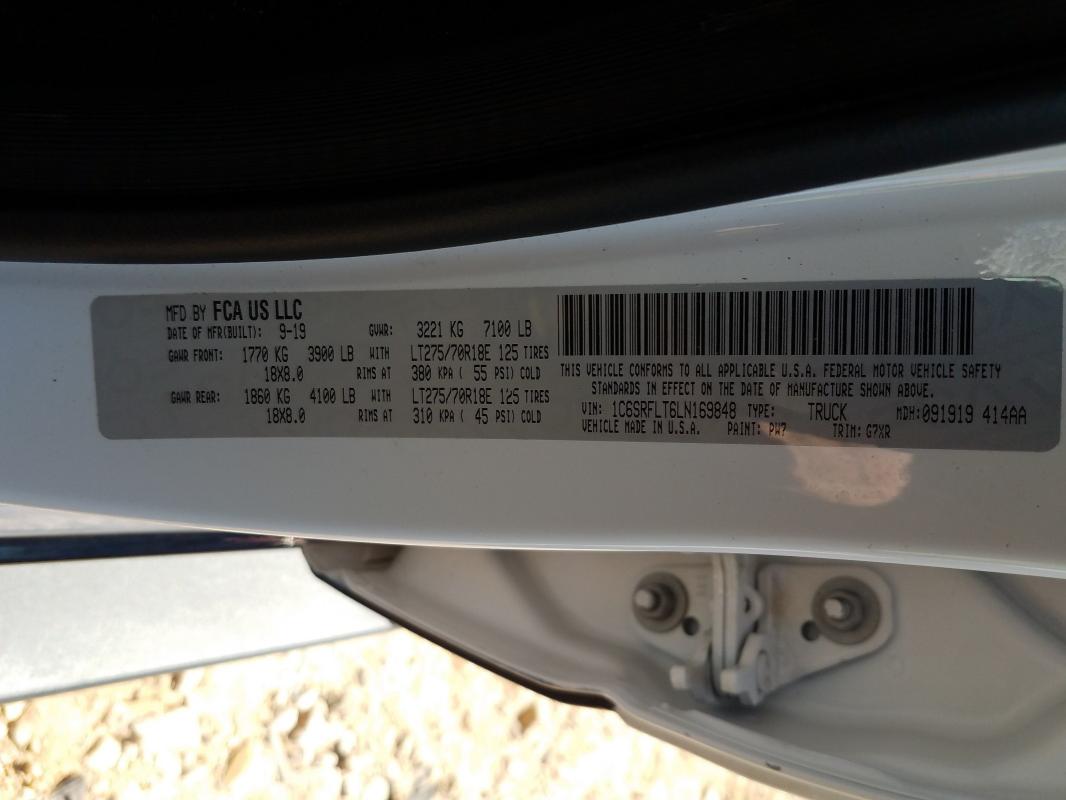 MFD BY FCA US LLC
DATE OF MFR(BUILT): 9-19 GVWR: 3221 KG 7100 LB
GAWR FRONT: 1770 KG 3900 LB WITH LT275/70R18E 125 TIRES
18X8.0 RIMS AT 380 KPA ( 55 PSI) COLD
GAWR REAR: 1860 KG 4100 LB WITH LT275/70R18E 125 TIRES
18X8.0 RIMS AT 310 KPA ( 45 PSI) COLD
THIS VEHICLE CONFORMS TO ALL APPLICABLE U.S.A. FEDERAL MOTOR VEHICLE SAFETY
STANDARDS IN EFFECT ON THE DATE OF MANUFACTURE SHOWN ABOVE.
VIN: 1C6SRFLT6LN169848 TYPE: TRUCK MDH: 091919 414AA
VEHICLE MADE IN U.S.A. PAINT: PW7 TRIM: G7XR